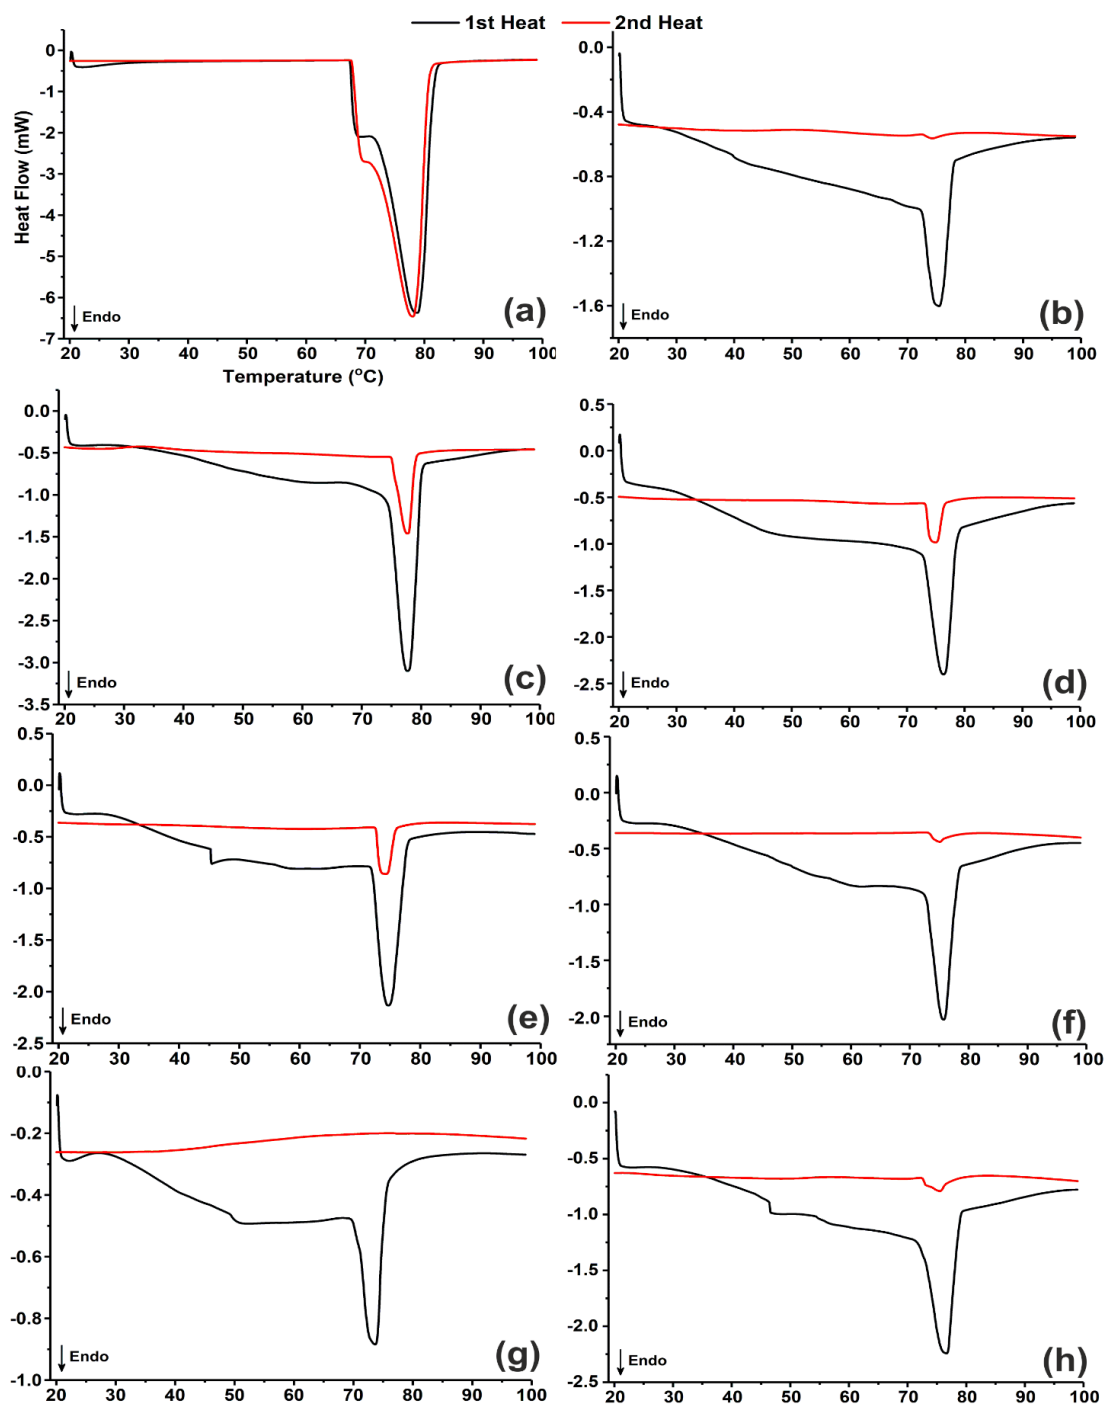 1st Heat 2nd Heat
0
-1
-2
-3
-4
-5
-6
-7
Heat Flow (mW)
Endo
(a)
20 30 40 50 60 70 80 90 100
Temperature (°C)
0.0
-0.4
-0.8
-1.2
-1.6
Endo
(b)
20 30 40 50 60 70 80 90 100
0.0
-0.5
-1.0
-1.5
-2.0
-2.5
-3.0
-3.5
Endo
(c)
20 30 40 50 60 70 80 90 100
0.5
0.0
-0.5
-1.0
-1.5
-2.0
-2.5
Endo
(d)
20 30 40 50 60 70 80 90 100
0.5
0.0
-0.5
-1.0
-1.5
-2.0
-2.5
Endo
(e)
20 30 40 50 60 70 80 90 100
0.5
0.0
-0.5
-1.0
-1.5
-2.0
Endo
(f)
20 30 40 50 60 70 80 90 100
0.0
-0.2
-0.4
-0.6
-0.8
-1.0
Endo
(g)
20 30 40 50 60 70 80 90 100
0.0
-0.5
-1.0
-1.5
-2.0
-2.5
Endo
(h)
20 30 40 50 60 70 80 90 100